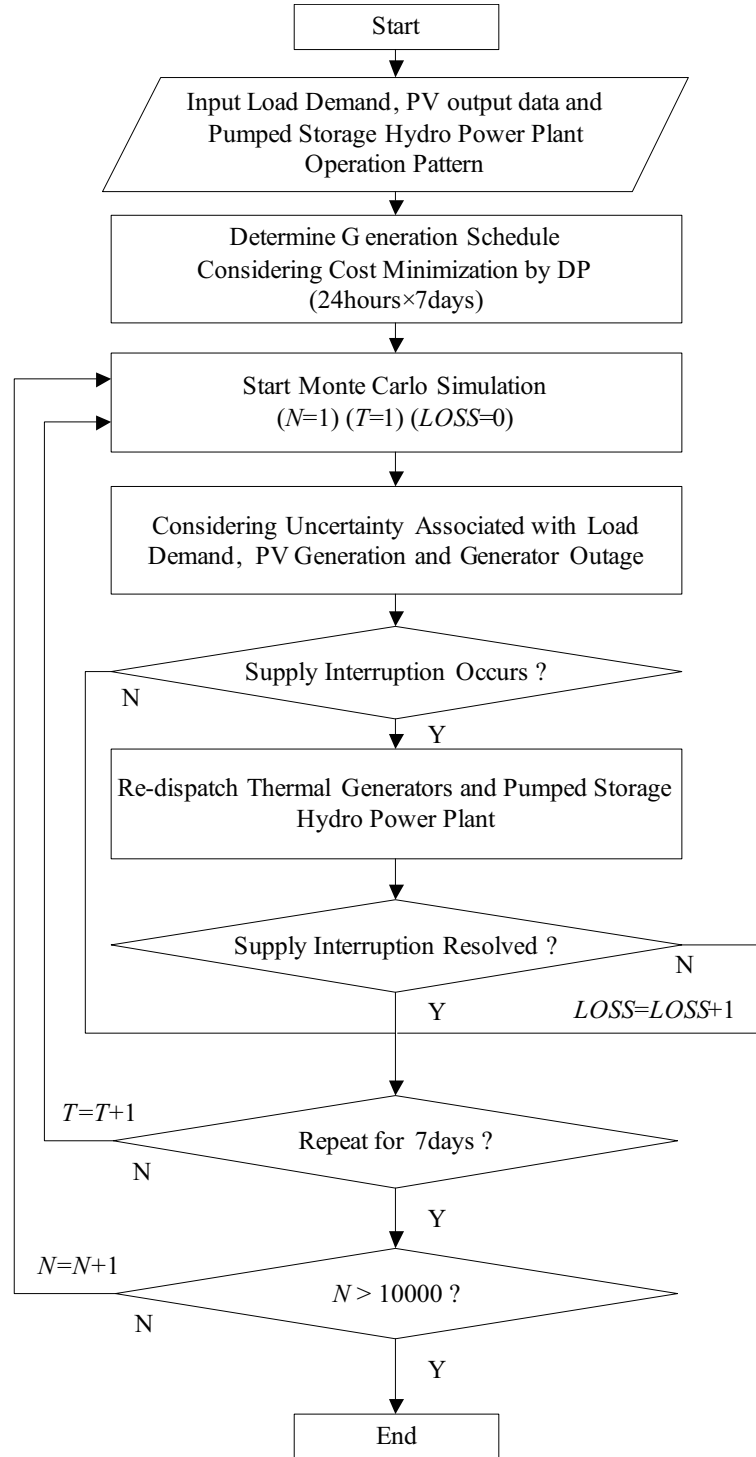 Start
Input Load Demand, PV output data and
Pumped Storage Hydro Power Plant
Operation Pattern
Determine Generation Schedule
Considering Cost Minimization by DP
(24hours×7days)
Start Monte Carlo Simulation
(N=1) (T=1) (LOSS=0)
Considering Uncertainty Associated with Load
Demand, PV Generation and Generator Outage
Supply Interruption Occurs ?
N
Y
Re-dispatch Thermal Generators and Pumped Storage
Hydro Power Plant
Supply Interruption Resolved ?
N
Y
LOSS=LOSS+1
T=T+1
Repeat for 7days ?
N
Y
N=N+1
N > 10000 ?
N
Y
End